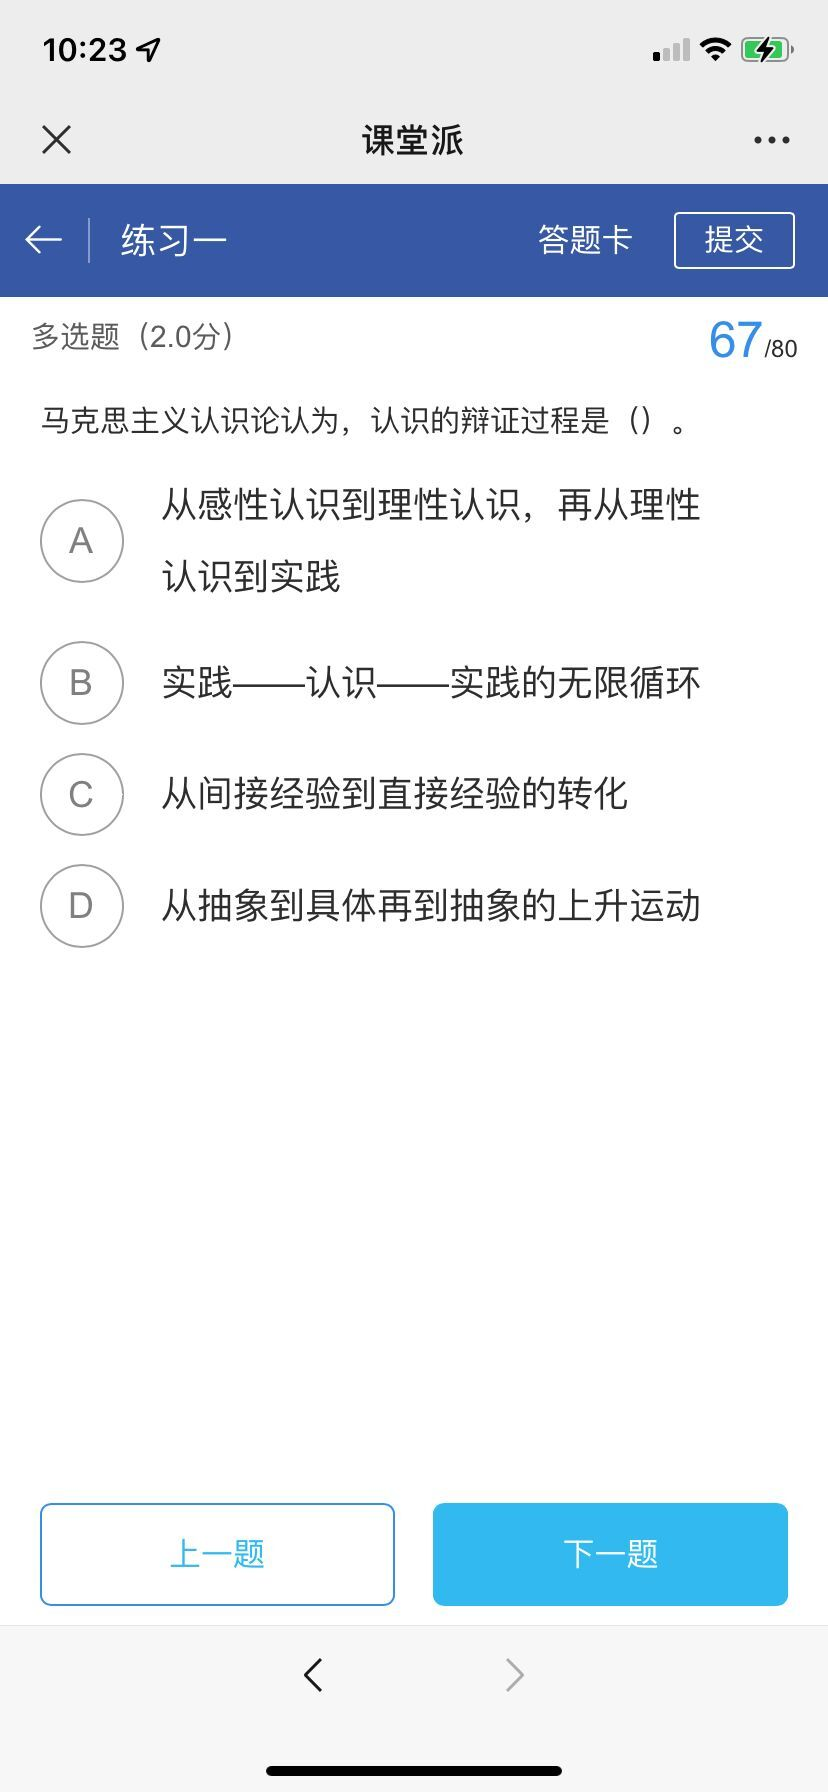 10:23
课堂派
练习一 答题卡 提交
多选题（2.0分） 67/80
马克思主义认识论认为，认识的辩证过程是（）。
A 从感性认识到理性认识，再从理性
认识到实践
B 实践——认识——实践的无限循环
C 从间接经验到直接经验的转化
D 从抽象到具体再到抽象的上升运动
上一题 下一题